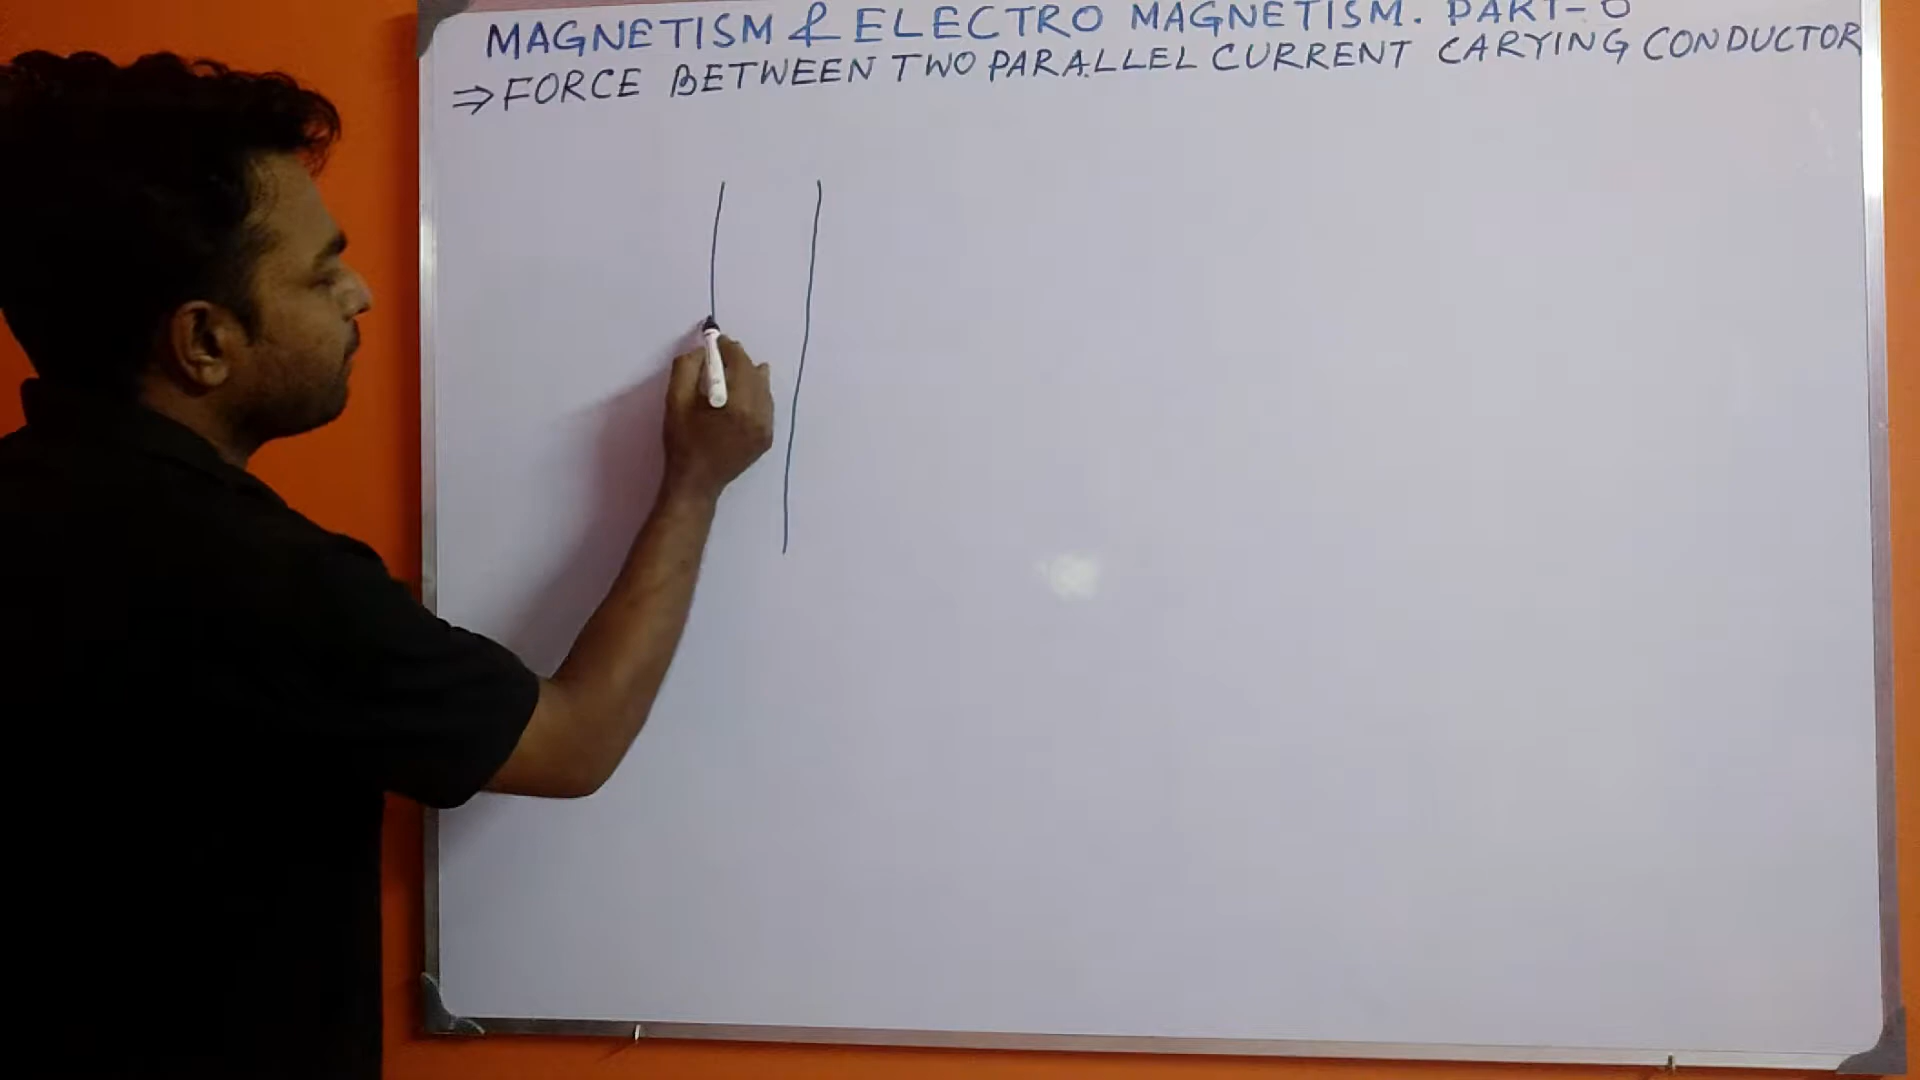 MAGNETISM & ELECTRO MAGNETISM. PART-
⇒ FORCE BETWEEN TWO PARALLEL CURRENT CARYING CONDUCTOR